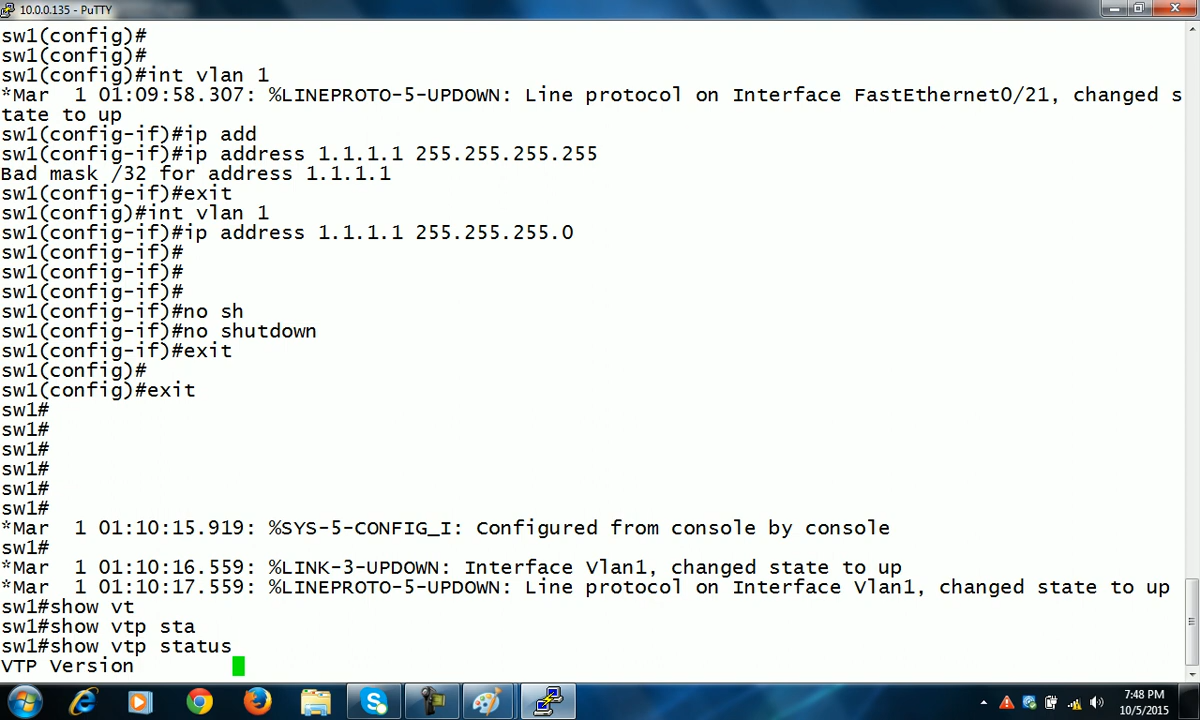 10.0.0.135 - PuTTY
sw1(config)#
sw1(config)#
sw1(config)#int vlan 1
*Mar  1 01:09:58.307: %LINEPROTO-5-UPDOWN: Line protocol on Interface FastEthernet0/21, changed s
tate to up
sw1(config-if)#ip add
sw1(config-if)#ip address 1.1.1.1 255.255.255.255
Bad mask /32 for address 1.1.1.1
sw1(config-if)#exit
sw1(config)#int vlan 1
sw1(config-if)#ip address 1.1.1.1 255.255.255.0
sw1(config-if)#
sw1(config-if)#
sw1(config-if)#
sw1(config-if)#no sh
sw1(config-if)#no shutdown
sw1(config-if)#exit
sw1(config)#
sw1(config)#exit
sw1#
sw1#
sw1#
sw1#
sw1#
sw1#
*Mar  1 01:10:15.919: %SYS-5-CONFIG_I: Configured from console by console
sw1#
*Mar  1 01:10:16.559: %LINK-3-UPDOWN: Interface Vlan1, changed state to up
*Mar  1 01:10:17.559: %LINEPROTO-5-UPDOWN: Line protocol on Interface Vlan1, changed state to up
sw1#show vt
sw1#show vtp sta
sw1#show vtp status
VTP Version
7:48 PM
10/5/2015